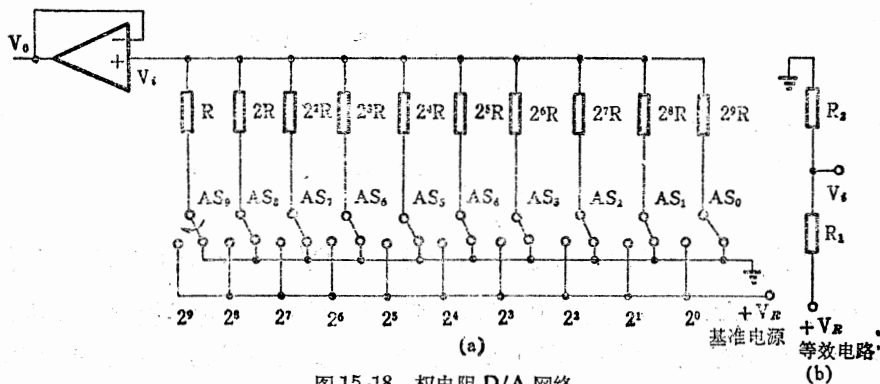 V₀
Vᵢ
R 2R 2²R 2³R 2⁴R 2⁵R 2⁶R 2⁷R 2⁸R 2⁹R
AS₉ AS₈ AS₇ AS₆ AS₅ AS₄ AS₃ AS₂ AS₁ AS₀
2⁹ 2⁸ 2⁷ 2⁶ 2⁵ 2⁴ 2³ 2² 2¹ 2⁰
+V_R
基准电源
(a)
R₂
Vᵢ
R₁
+V_R
等效电路
(b)
图15-18 权电阻 D/A 网络